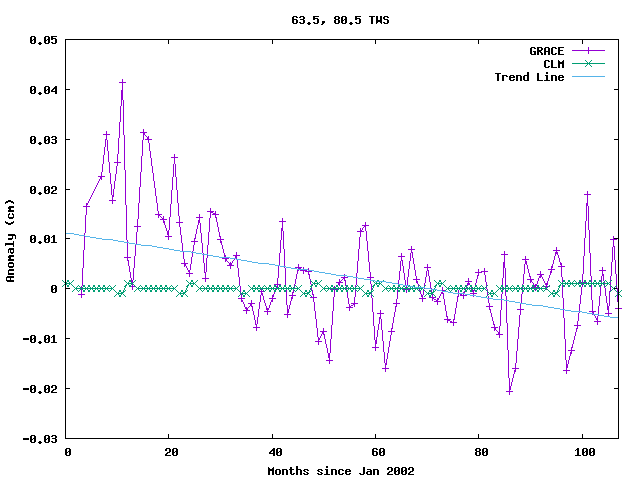 63.5, 80.5 TWS
GRACE
CLM
Trend Line
Anomaly (cm)
0.05
0.04
0.03
0.02
0.01
0
-0.01
-0.02
-0.03
0 20 40 60 80 100
Months since Jan 2002